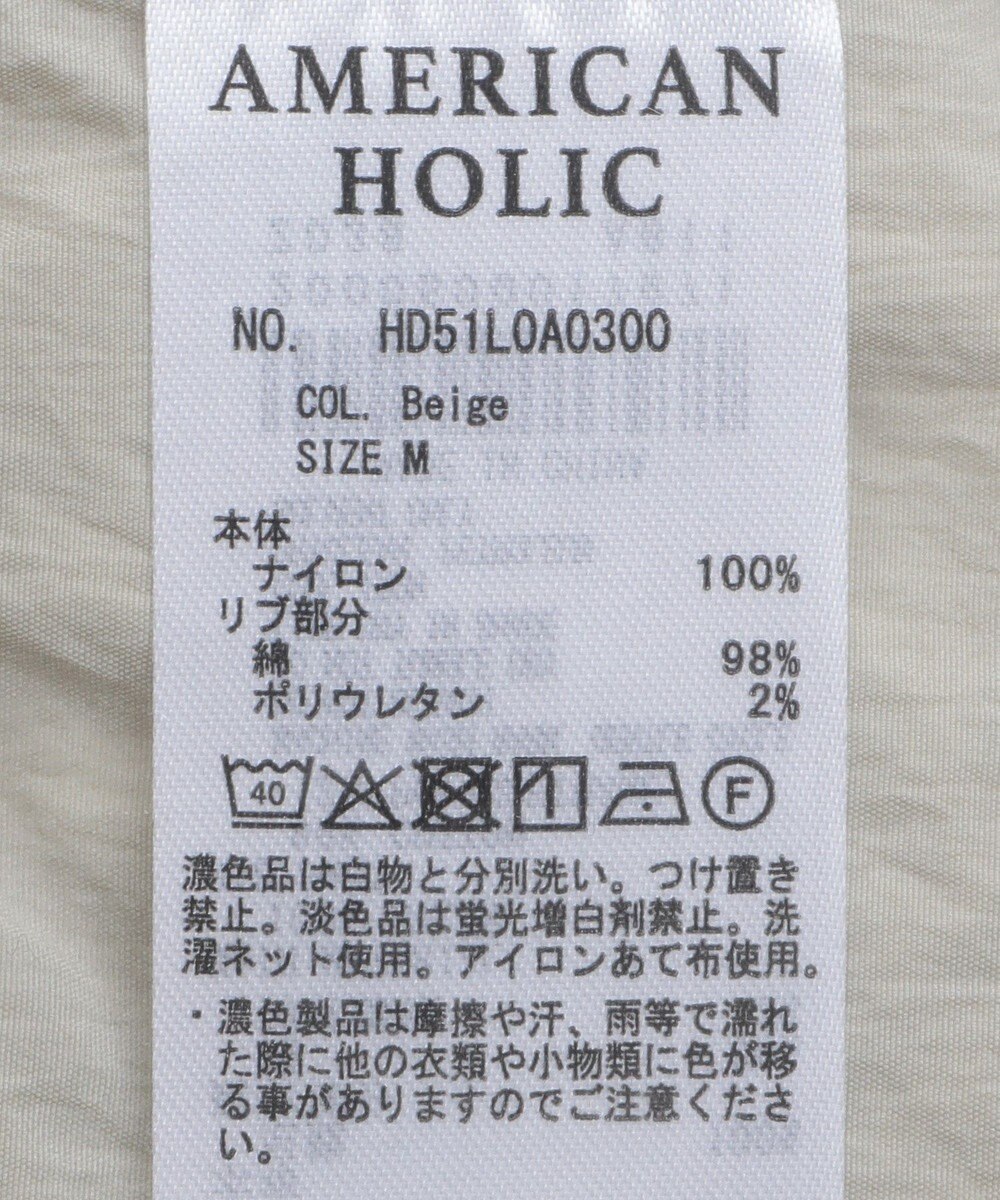 AMERICAN
HOLIC
NO. HD51L0A0300
COL. Beige
SIZE M
本体
ナイロン 100%
リブ部分
綿 98%
ポリウレタン 2%
40 F
濃色品は白物と分別洗い。つけ置き
禁止。淡色品は蛍光増白剤禁止。洗
濯ネット使用。アイロンあて布使用。
・濃色製品は摩擦や汗、雨等で濡れ
た際に他の衣類や小物類に色が移
る事がありますのでご注意くださ
い。